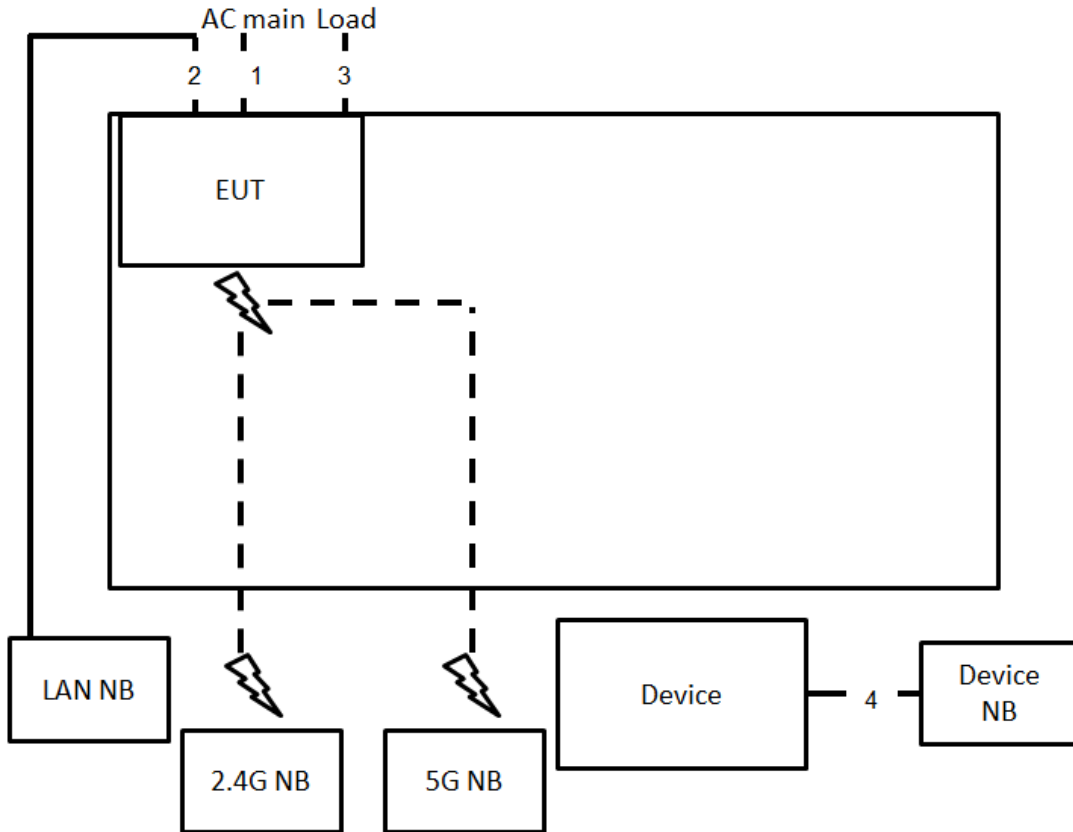 AC main Load
2 1 3
EUT
LAN NB
2.4G NB
5G NB
Device
4
Device
NB